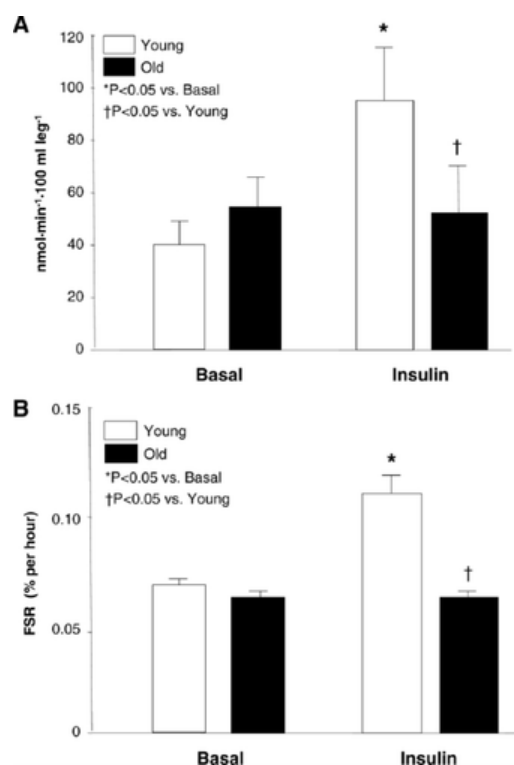 A
120
100
80
60
40
20
0
nmol·min⁻¹·100 ml leg⁻¹
Young
Old
*P<0.05 vs. Basal
†P<0.05 vs. Young
*
†
Basal
Insulin
B
0.15
0.10
0.05
0
FSR (% per hour)
Young
Old
*P<0.05 vs. Basal
†P<0.05 vs. Young
*
†
Basal
Insulin